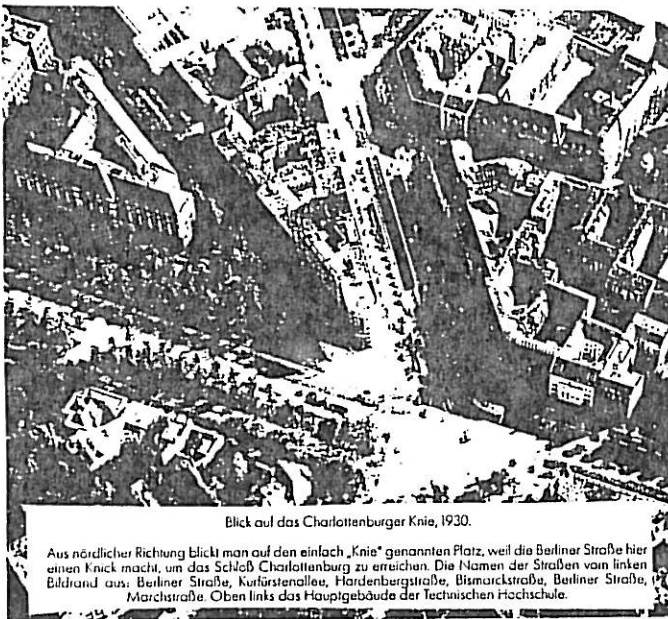 Blick auf das Charlottenburger Knie, 1930.
Aus nördlicher Richtung blickt man auf den einfach „Knie“ genannten Platz, weil die Berliner Straße hier
einen Knick macht, um das Schloß Charlottenburg zu erreichen. Die Namen der Straßen vom linken
Bildrand aus: Berliner Straße, Kurfürstenallee, Hardenbergstraße, Bismarckstraße, Berliner Straße,
Marchstraße. Oben links das Hauptgebäude der Technischen Hochschule.